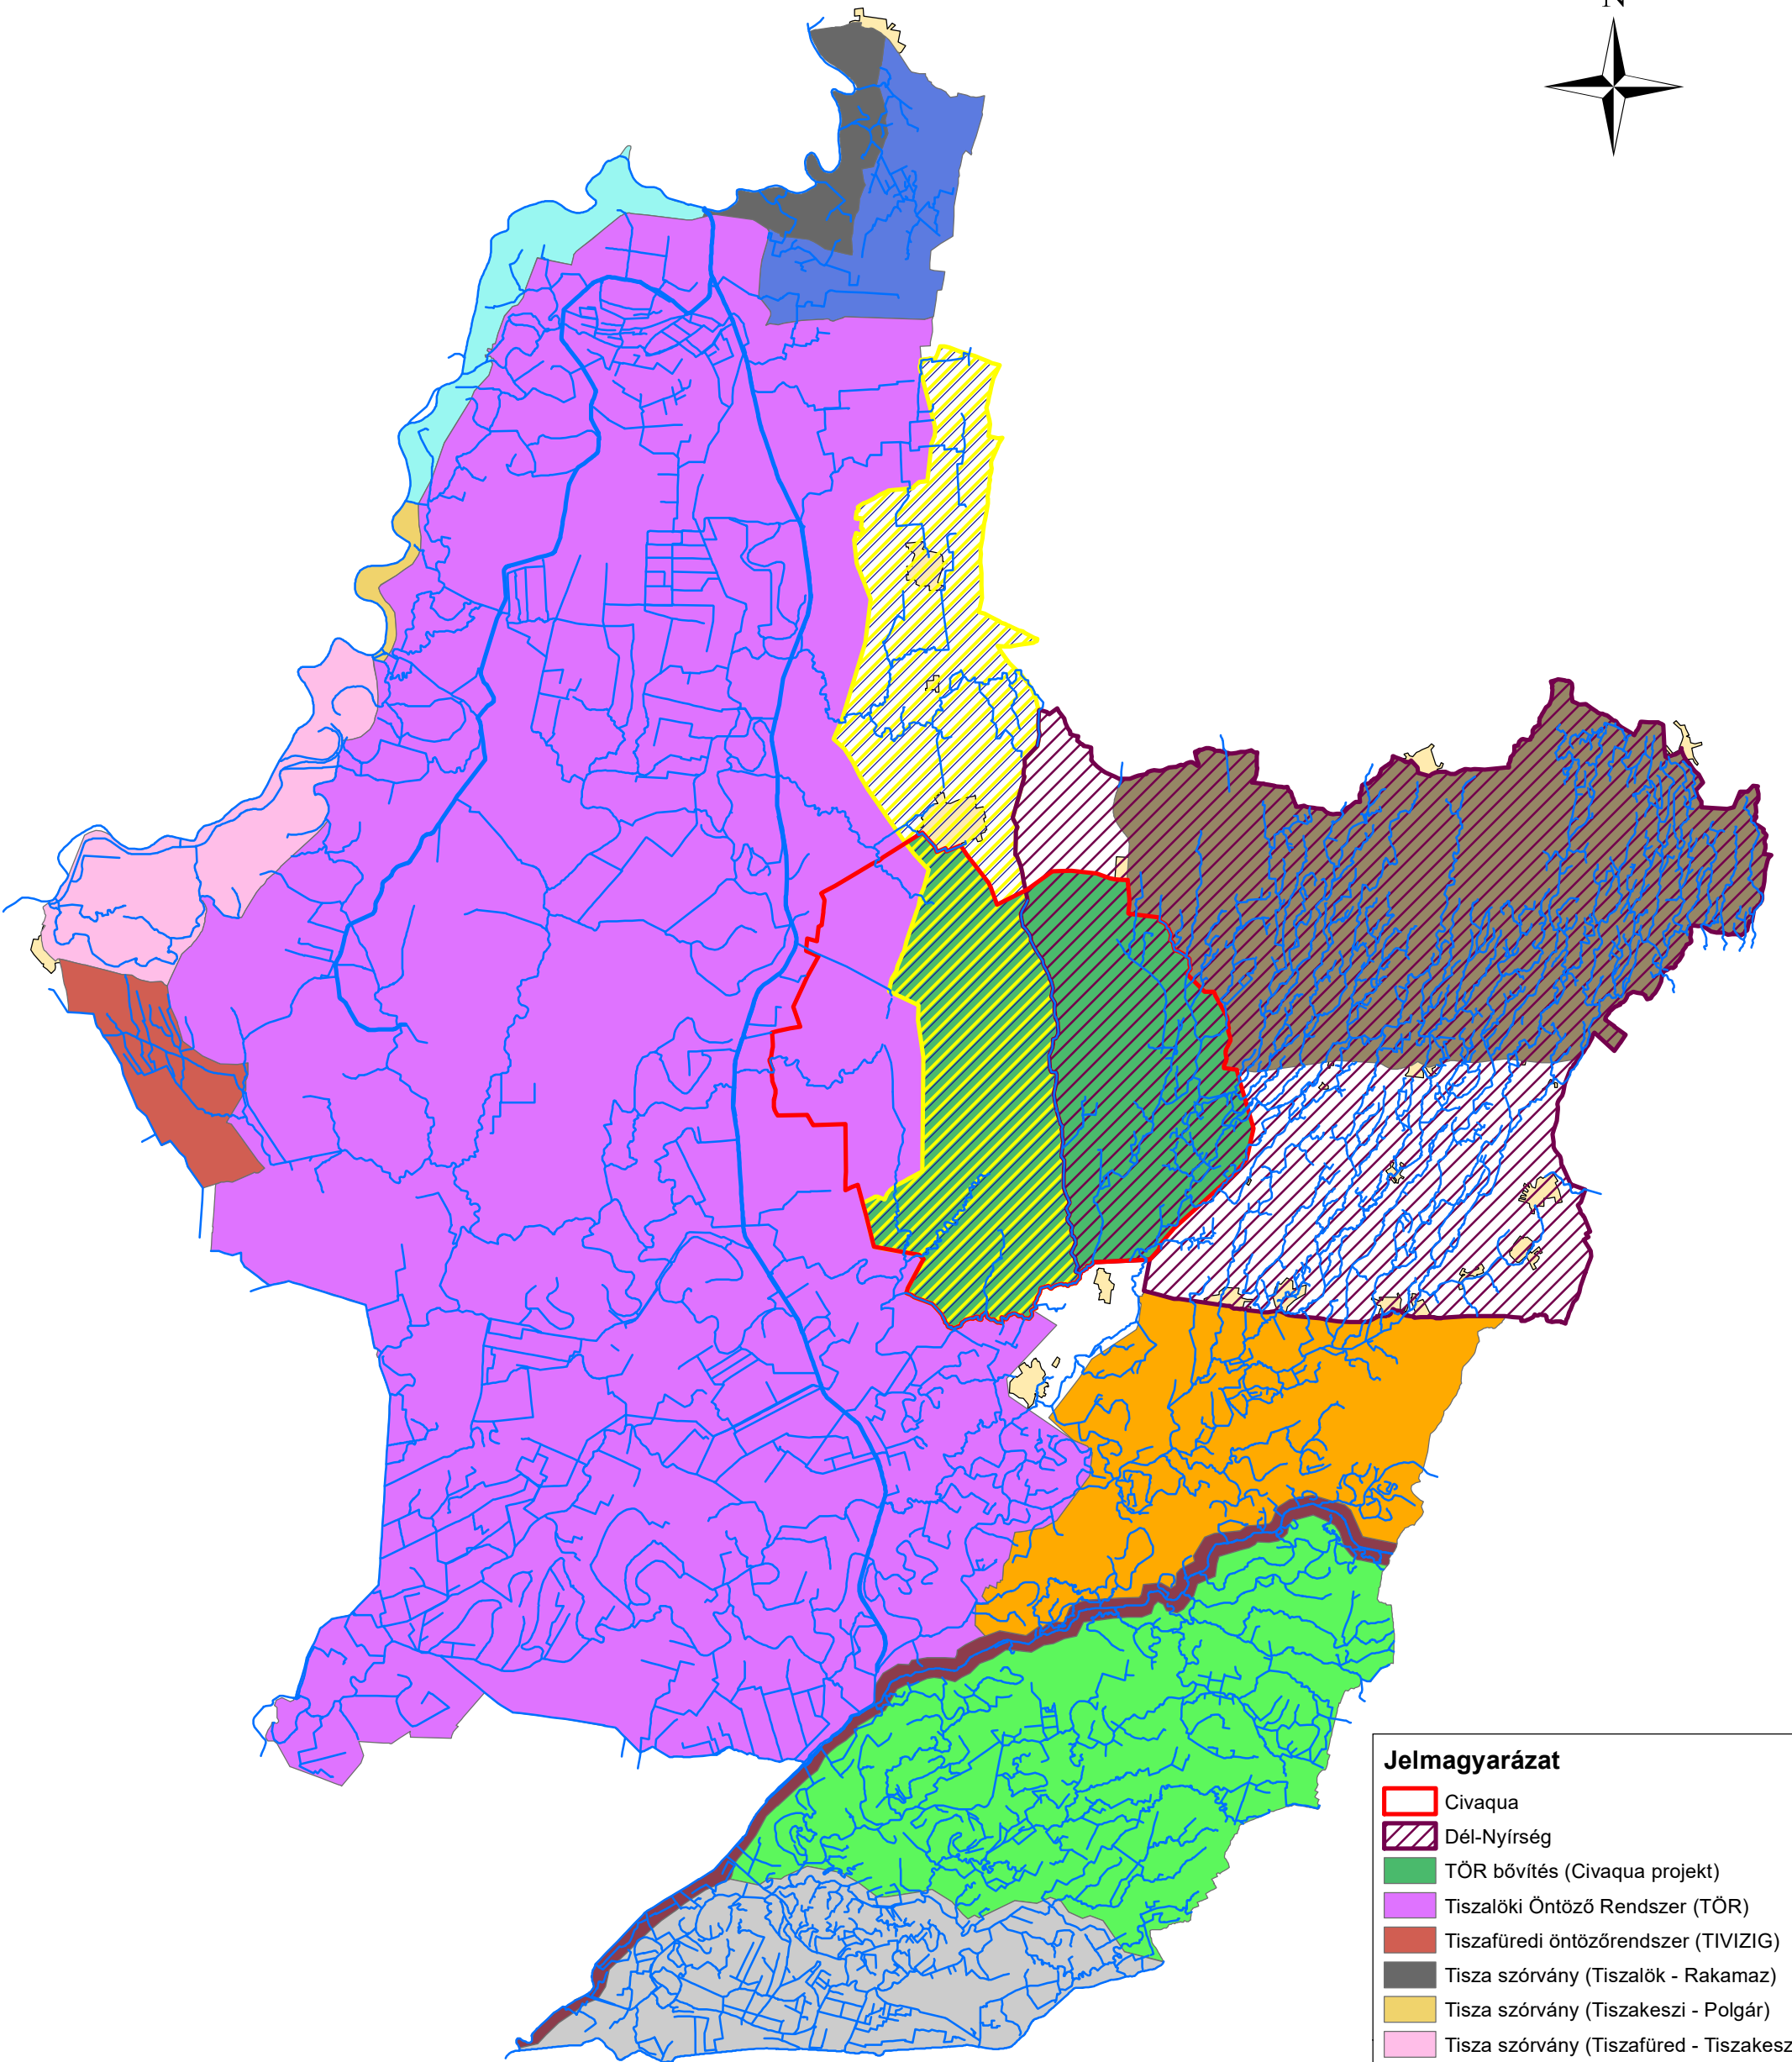 N
Jelmagyarázat
Civaqua
Dél-Nyírség
TÖR bővítés (Civaqua projekt)
Tiszalöki Öntöző Rendszer (TÖR)
Tiszafüredi öntözőrendszer (TIVIZIG)
Tisza szórvány (Tiszalök - Rakamaz)
Tisza szórvány (Tiszakeszi - Polgár)
Tisza szórvány (Tiszafüred - Tiszakesz